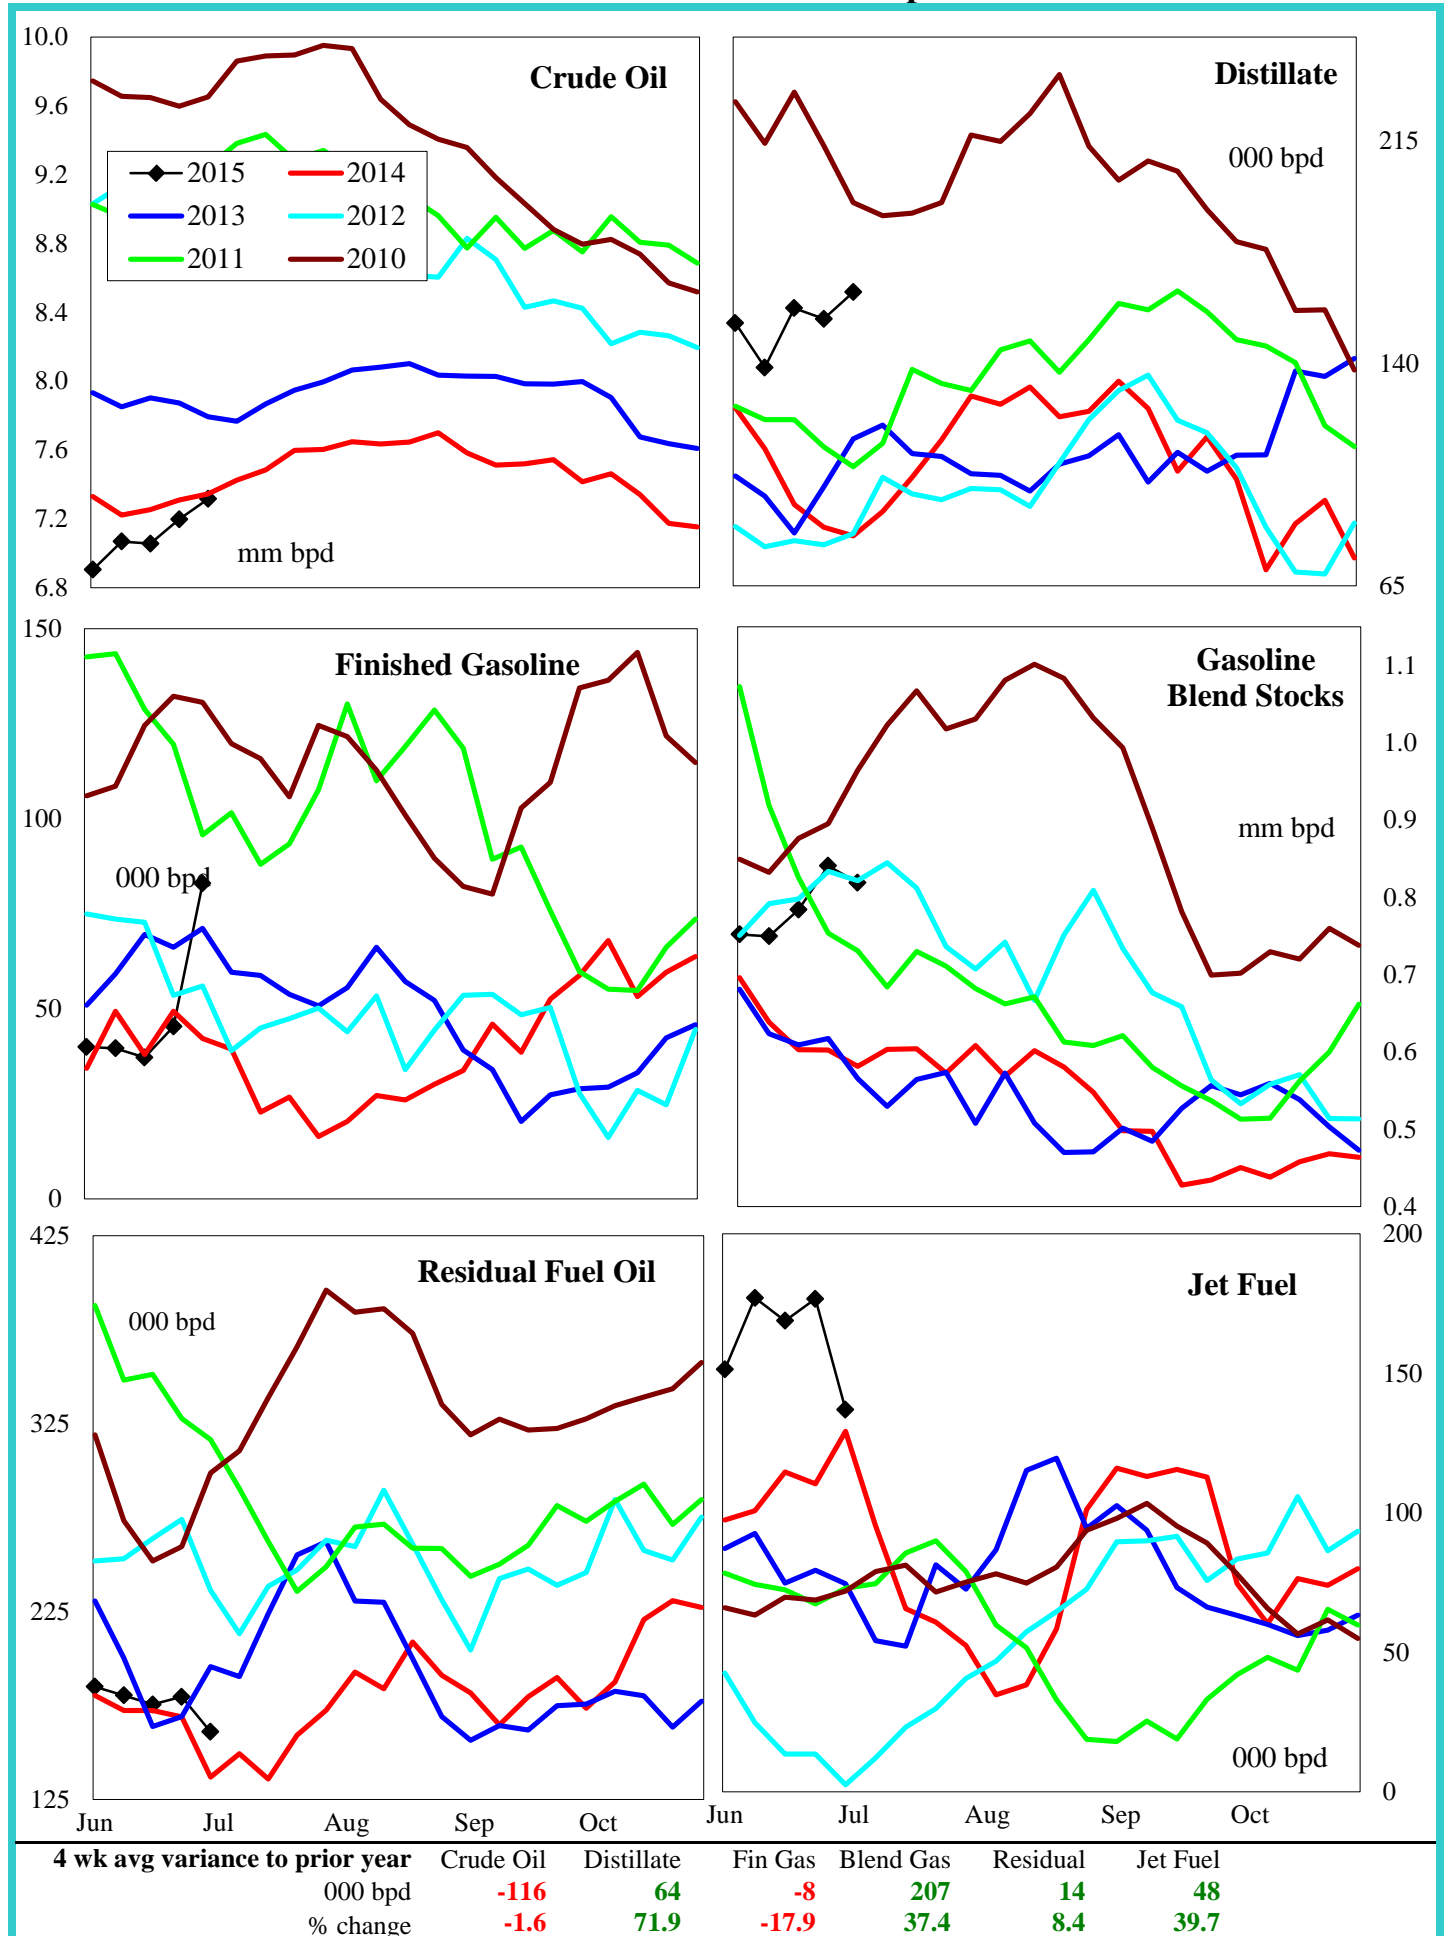 10.0
9.6
9.2
8.8
8.4
8.0
7.6
7.2
6.8
Crude Oil
2015 2014
2013 2012
2011 2010
mm bpd
Distillate
000 bpd
215
140
65
150
100
50
0
Finished Gasoline
000 bpd
Gasoline
Blend Stocks
mm bpd
1.1
1.0
0.9
0.8
0.7
0.6
0.5
0.4
425
325
225
125
Residual Fuel Oil
000 bpd
Jun Jul Aug Sep Oct
Jet Fuel
000 bpd
200
150
100
50
0
Jun Jul Aug Sep Oct
4 wk avg variance to prior year Crude Oil Distillate Fin Gas Blend Gas Residual Jet Fuel
000 bpd -116 64 -8 207 14 48
% change -1.6 71.9 -17.9 37.4 8.4 39.7